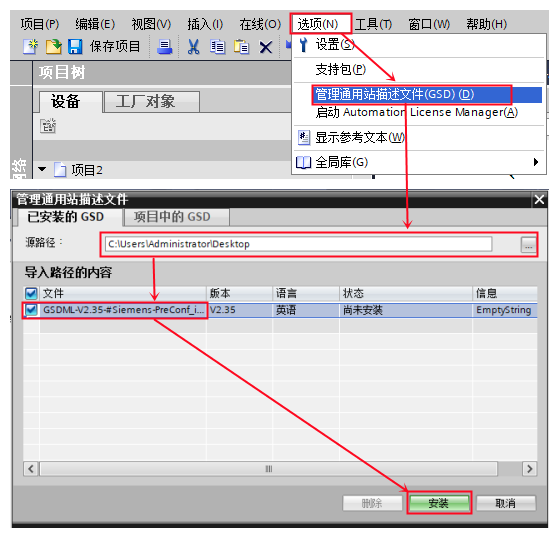 项目(P) 编辑(E) 视图(V) 插入(I) 在线(O) 选项(N) 工具(T) 窗口(W) 帮助(H)
保存项目
设置(S)
项目树
支持包(P)
设备 工厂对象
管理通用站描述文件(GSD) (D)
启动 Automation License Manager(A)
显示参考文本(W)
项目2
全局库(G)
管理通用站描述文件
已安装的 GSD 项目中的 GSD
源路径： C:\Users\Administrator\Desktop ...
导入路径的内容
文件 版本 语言 状态 信息
GSDML-V2.35-#Siemens-PreConf_i... V2.35 英语 尚未安装 EmptyString
删除 安装 取消